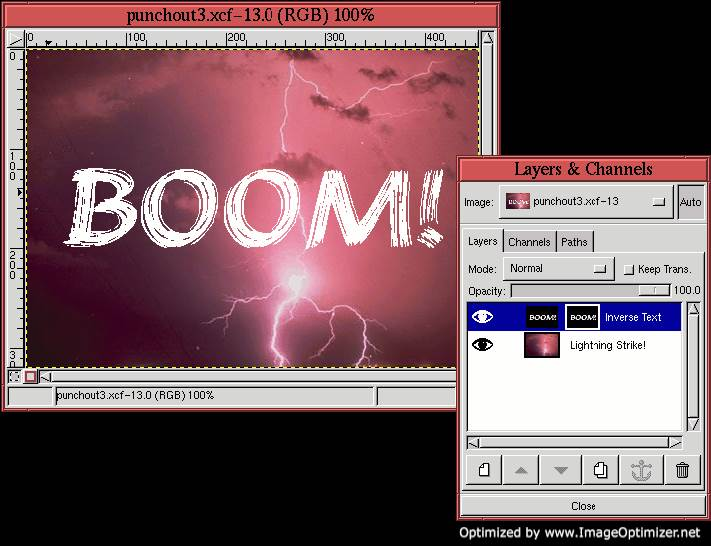 punchout3.xcf-13.0 (RGB) 100%
0 100 200 300 400
0
100
200
30
BOOM!
punchout3.xcf-13.0 (RGB) 100%
Layers & Channels
Image: BOOM! punchout3.xcf-13 Auto
Layers Channels Paths
Mode: Normal Keep Trans.
Opacity: 100.0
BOOM! BOOM! Inverse Text
Lightning Strike!
Close
Optimized by www.ImageOptimizer.net